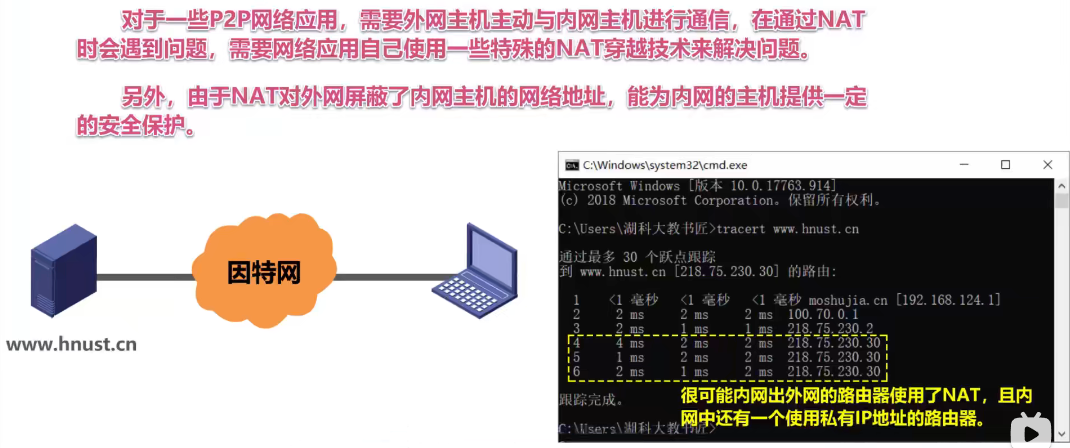 对于一些P2P网络应用，需要外网主机主动与内网主机进行通信，在通过NAT
时会遇到问题，需要网络应用自己使用一些特殊的NAT穿越技术来解决问题。
另外，由于NAT对外网屏蔽了内网主机的网络地址，能为内网的主机提供一定
的安全保护。
因特网
www.hnust.cn
C:\Windows\system32\cmd.exe
Microsoft Windows [版本 10.0.17763.914]
(c) 2018 Microsoft Corporation。保留所有权利。
C:\Users\湖科大教书匠>tracert www.hnust.cn
通过最多 30 个跃点跟踪
到 www.hnust.cn [218.75.230.30] 的路由:
1 <1 毫秒 <1 毫秒 <1 毫秒 moshujia.cn [192.168.124.1]
2 2 ms 2 ms 2 ms 100.70.0.1
3 2 ms 1 ms 1 ms 218.75.230.2
4 4 ms 2 ms 2 ms 218.75.230.30
5 1 ms 2 ms 2 ms 218.75.230.30
6 2 ms 1 ms 2 ms 218.75.230.30
跟踪完成。
C:\Users\湖科大教书匠>
很可能内网出外网的路由器使用了NAT，且内
网中还有一个使用私有IP地址的路由器。